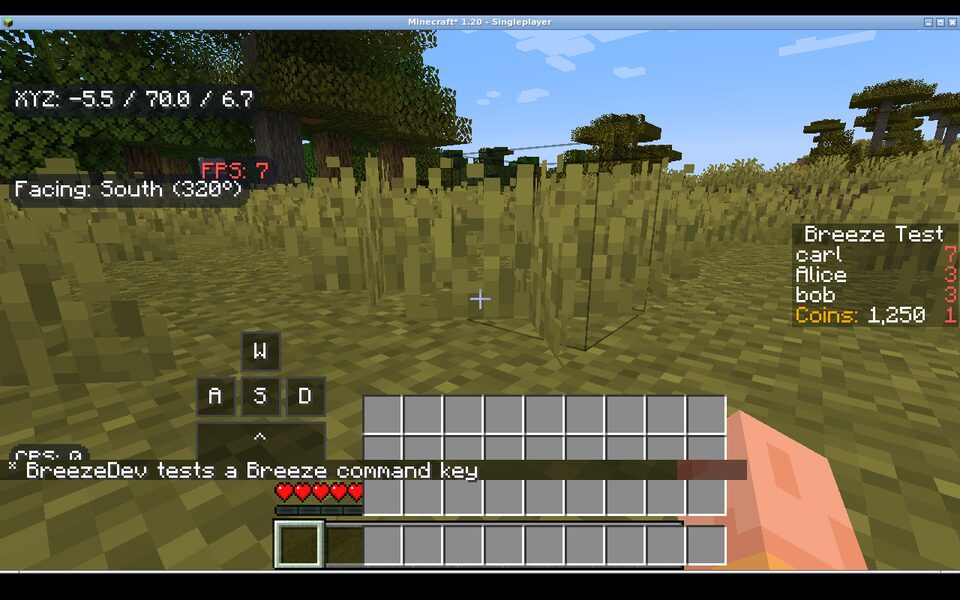 Minecraft* 1.20 - Singleplayer
XYZ: -5.5 / 70.0 / 6.7
FPS: 7
Facing: South (320°)
Breeze Test
carl 7
Alice 3
bob 3
Coins: 1,250 1
W
A S D
^
CPS: 0
* BreezeDev tests a Breeze command key